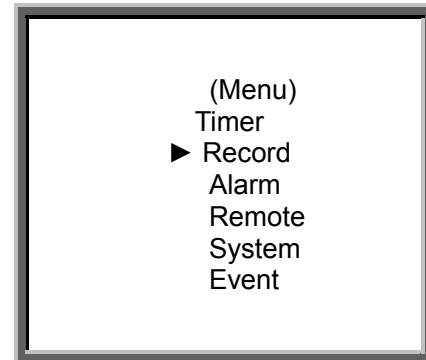 (Menu)
Timer
► Record
Alarm
Remote
System
Event